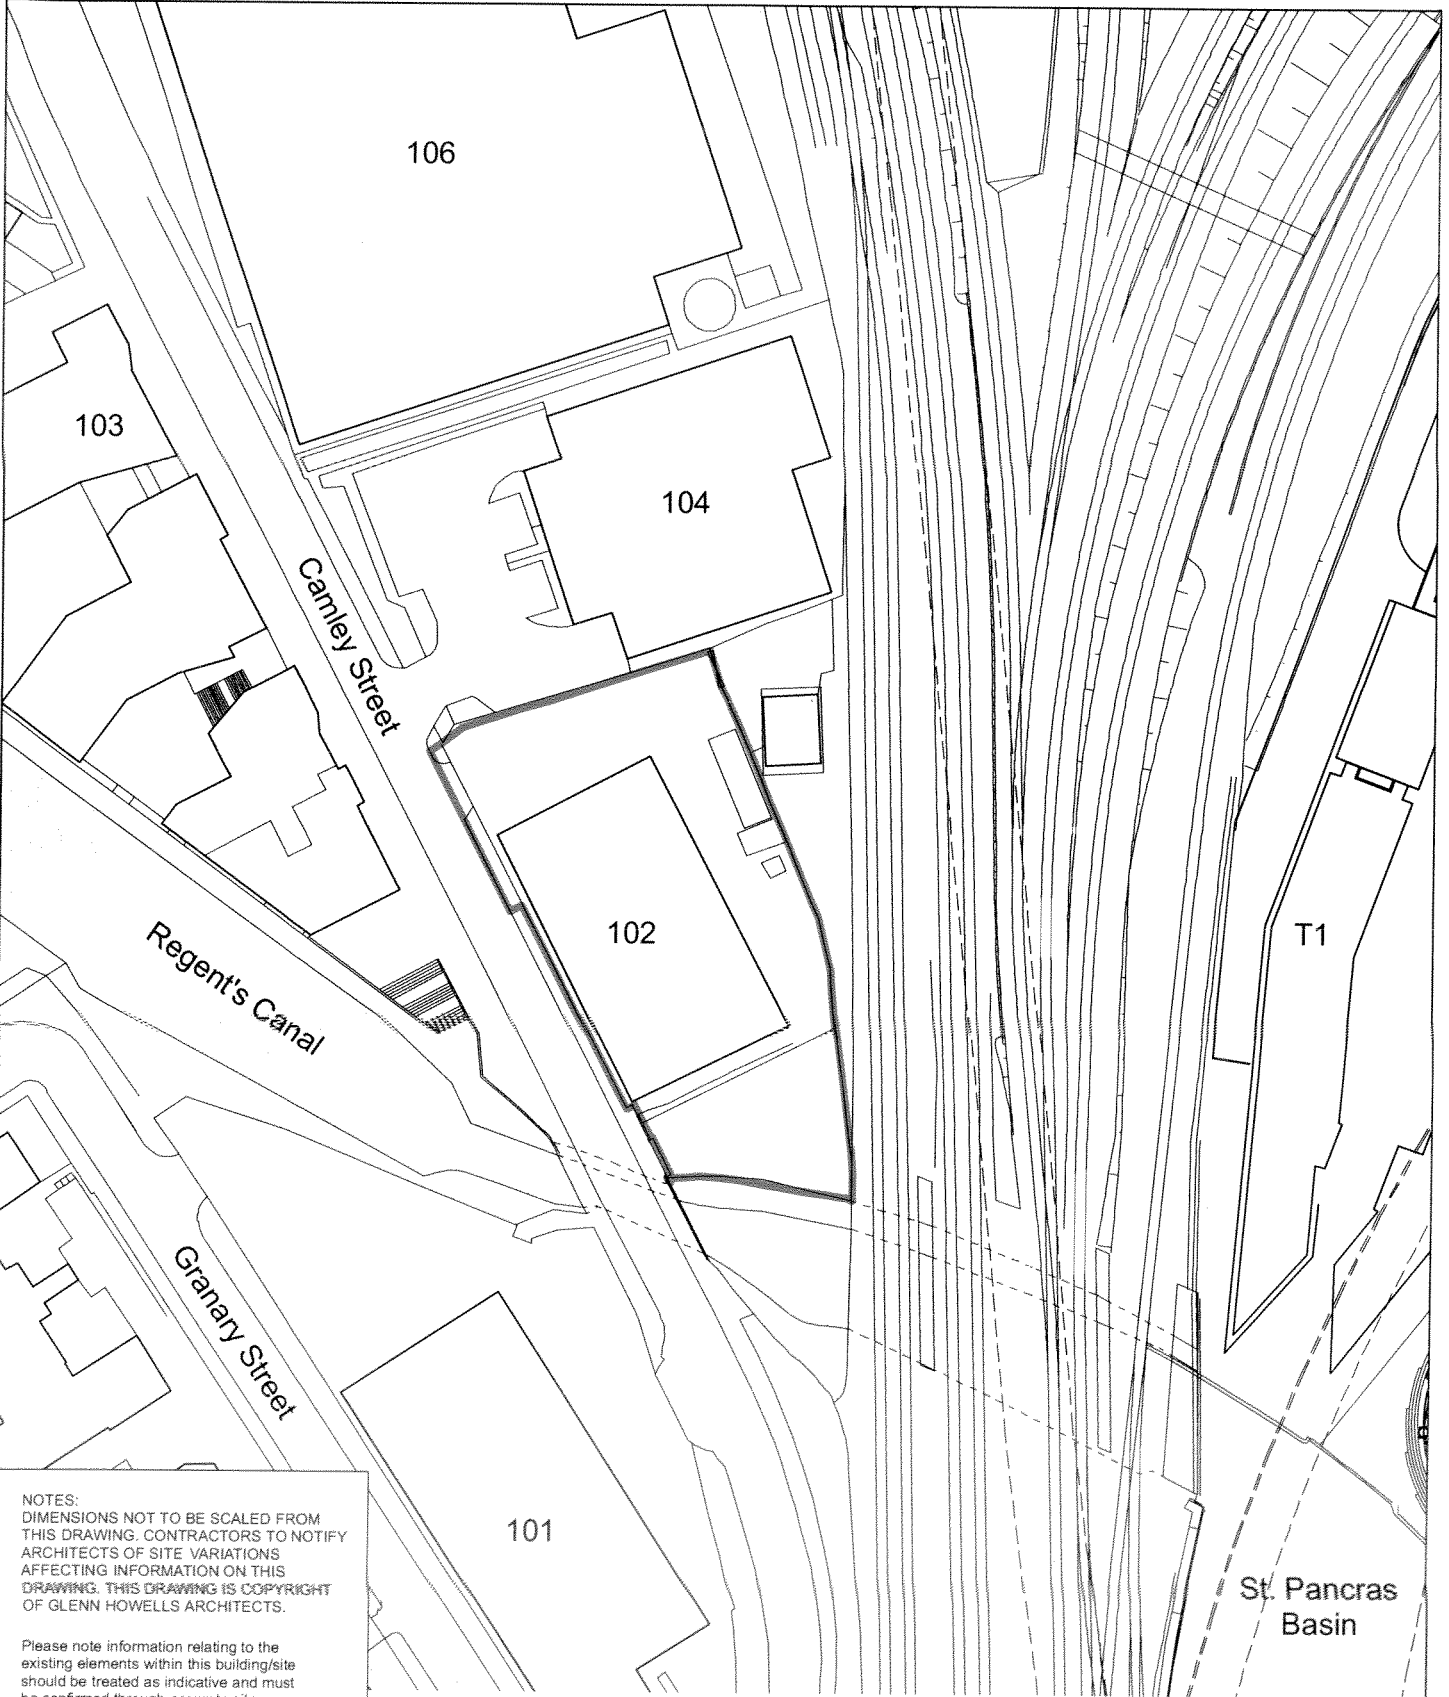 106
103
104
Camley Street
102
T1
Regent's Canal
Granary Street
101
St. Pancras
Basin
NOTES:
DIMENSIONS NOT TO BE SCALED FROM
THIS DRAWING. CONTRACTORS TO NOTIFY
ARCHITECTS OF SITE VARIATIONS
AFFECTING INFORMATION ON THIS
DRAWING. THIS DRAWING IS COPYRIGHT
OF GLENN HOWELLS ARCHITECTS.
Please note information relating to the
existing elements within this building/site
should be treated as indicative and must